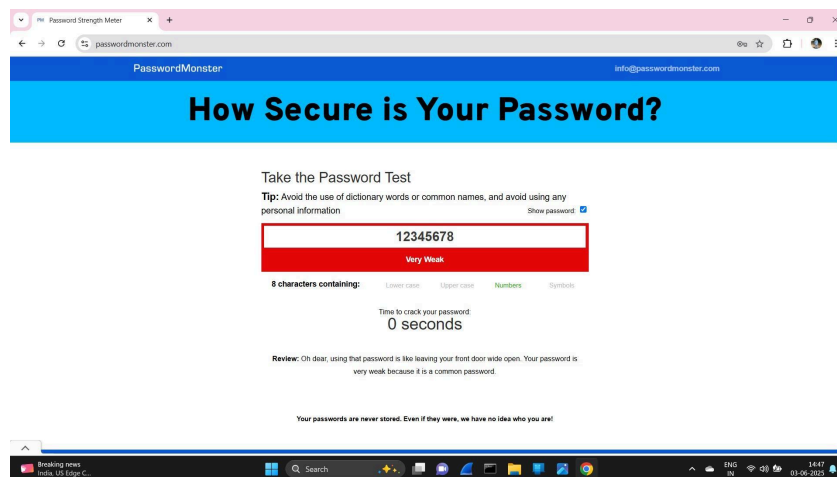 Password Strength Meter
passwordmonster.com
PasswordMonster
info@passwordmonster.com
How Secure is Your Password?
Take the Password Test
Tip: Avoid the use of dictionary words or common names, and avoid using any
personal information
Show password:
12345678
Very Weak
8 characters containing:
Lower case
Upper case
Numbers
Symbols
Time to crack your password:
0 seconds
Review: Oh dear, using that password is like leaving your front door wide open. Your password is
very weak because it is a common password.
Your passwords are never stored. Even if they were, we have no idea who you are!
Breaking news
India, US Edge C...
Search
ENG
IN
14:47
03-06-2025